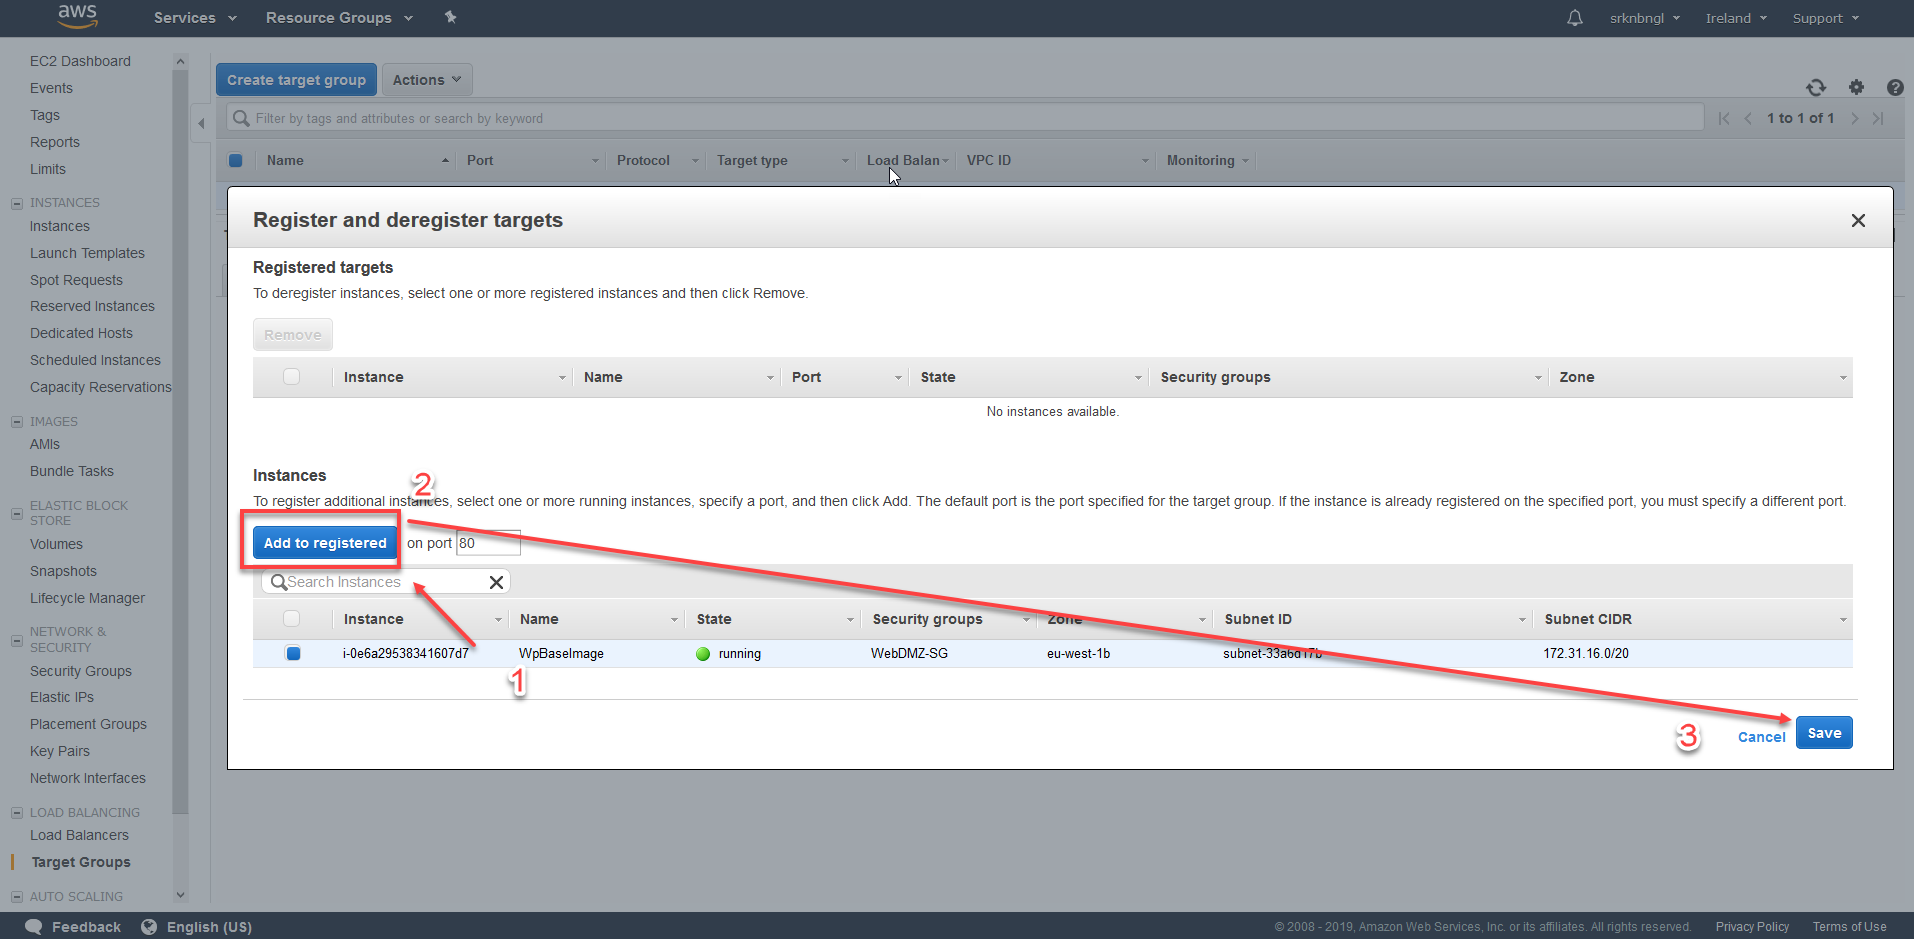 aws Services Resource Groups srknbngl Ireland Support
EC2 Dashboard
Events
Tags
Reports
Limits
INSTANCES
Instances
Launch Templates
Spot Requests
Reserved Instances
Dedicated Hosts
Scheduled Instances
Capacity Reservations
IMAGES
AMIs
Bundle Tasks
ELASTIC BLOCK
STORE
Volumes
Snapshots
Lifecycle Manager
NETWORK &
SECURITY
Security Groups
Elastic IPs
Placement Groups
Key Pairs
Network Interfaces
LOAD BALANCING
Load Balancers
Target Groups
AUTO SCALING
Create target group Actions
Filter by tags and attributes or search by keyword 1 to 1 of 1
Name Port Protocol Target type Load Balan VPC ID Monitoring
Register and deregister targets
Registered targets
To deregister instances, select one or more registered instances and then click Remove.
Remove
Instance Name Port State Security groups Zone
No instances available.
Instances
2
To register additional instances, select one or more running instances, specify a port, and then click Add. The default port is the port specified for the target group. If the instance is already registered on the specified port, you must specify a different port.
Add to registered on port 80
Search Instances
Instance Name State Security groups Zone Subnet ID Subnet CIDR
i-0e6a29538341607d7 WpBaseImage running WebDMZ-SG eu-west-1b subnet-33a6d17b 172.31.16.0/20
1
3 Cancel Save
Feedback English (US) © 2008 - 2019, Amazon Web Services, Inc. or its affiliates. All rights reserved. Privacy Policy Terms of Use